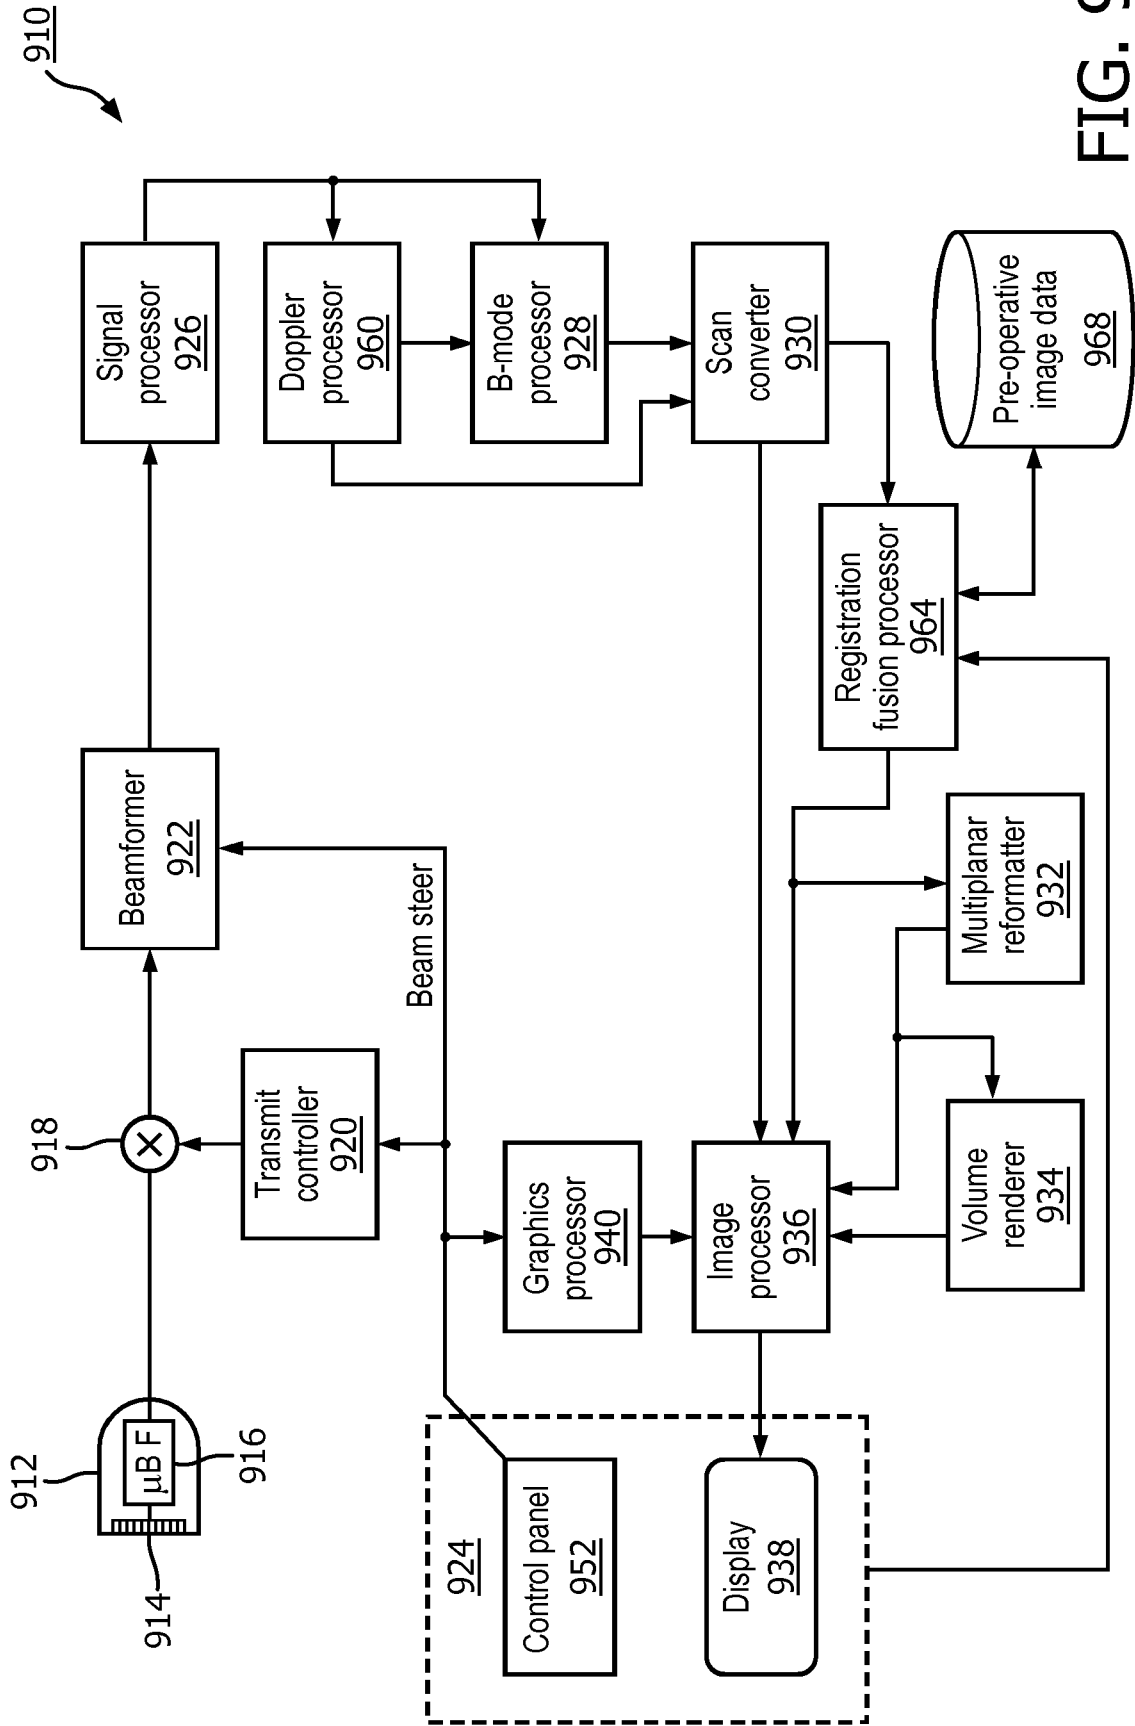 910
912
914
μB F
916
918
Transmit
controller
920
Beamformer
922
Beam steer
Signal
processor
926
Doppler
processor
960
B-mode
processor
928
Scan
converter
930
Registration
fusion processor
964
Pre-operative
image data
968
924
Control panel
952
Display
938
Graphics
processor
940
Image
processor
936
Volume
renderer
934
Multiplanar
reformatter
932
FIG. 9